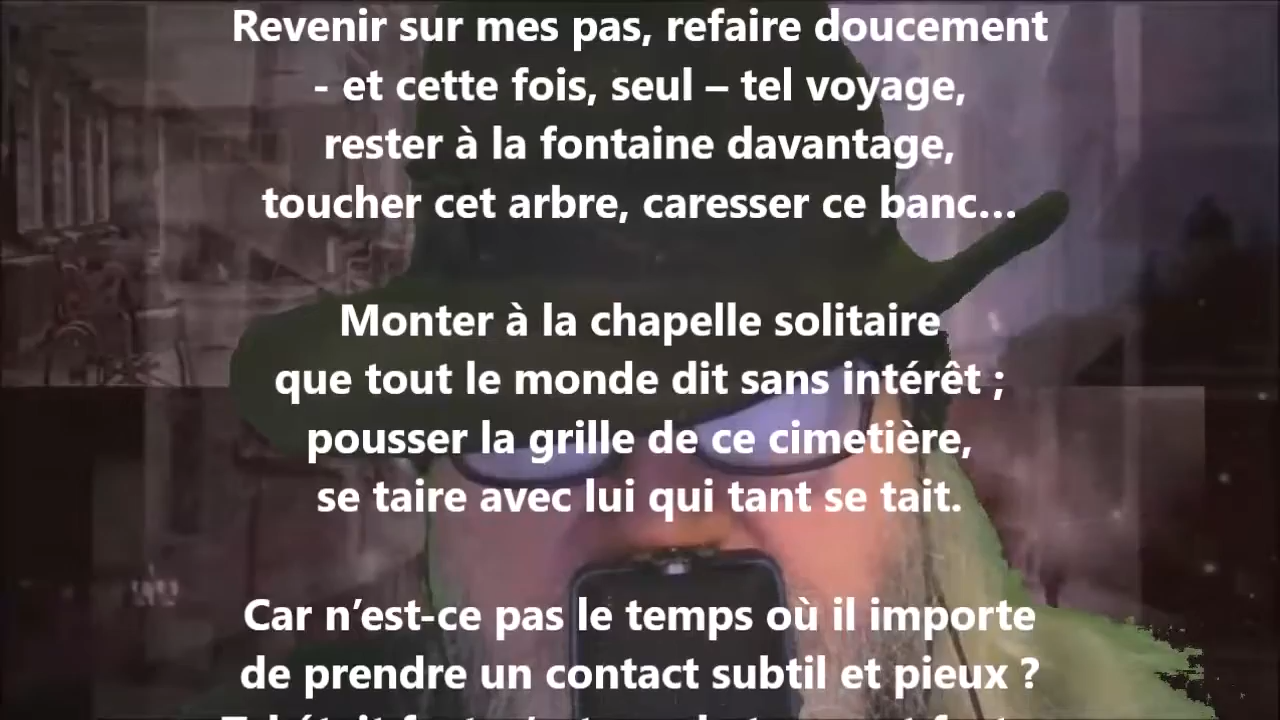 Revenir sur mes pas, refaire doucement
- et cette fois, seul – tel voyage,
rester à la fontaine davantage,
toucher cet arbre, caresser ce banc…
Monter à la chapelle solitaire
que tout le monde dit sans intérêt ;
pousser la grille de ce cimetière,
se taire avec lui qui tant se tait.
Car n’est-ce pas le temps où il importe
de prendre un contact subtil et pieux ?